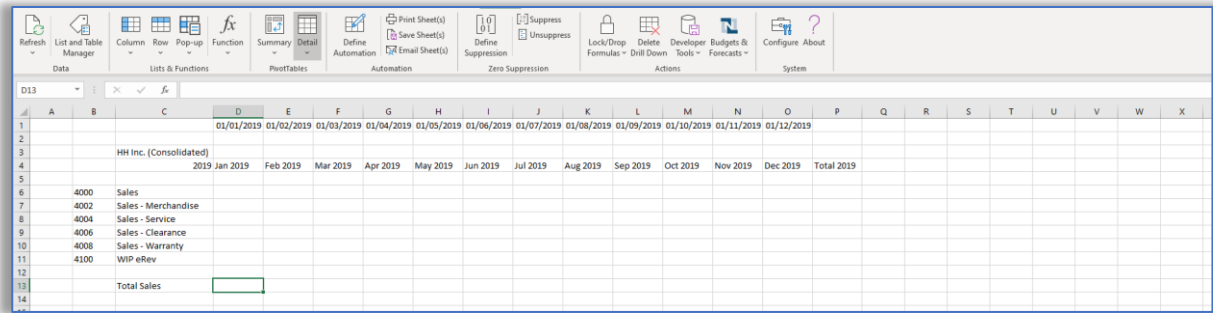 Refresh
List and Table Manager
Column
Row
Pop-up
Function
Summary
Detail
Define Automation
Print Sheet(s)
Save Sheet(s)
Email Sheet(s)
Define Suppression
Suppress
Unsuppress
Lock/Drop Formulas
Delete Drill Down
Developer Tools
Budgets & Forecasts
Configure
About
Data
Lists & Functions
PivotTables
Automation
Zero Suppression
Actions
System
D13
fx
A B C D E F G H I J K L M N O P Q R S T U V W X
1 01/01/2019 01/02/2019 01/03/2019 01/04/2019 01/05/2019 01/06/2019 01/07/2019 01/08/2019 01/09/2019 01/10/2019 01/11/2019 01/12/2019
2
3 HH Inc. (Consolidated)
4 2019 Jan 2019 Feb 2019 Mar 2019 Apr 2019 May 2019 Jun 2019 Jul 2019 Aug 2019 Sep 2019 Oct 2019 Nov 2019 Dec 2019 Total 2019
5
6 4000 Sales
7 4002 Sales - Merchandise
8 4004 Sales - Service
9 4006 Sales - Clearance
10 4008 Sales - Warranty
11 4100 WIP eRev
12
13 Total Sales
14